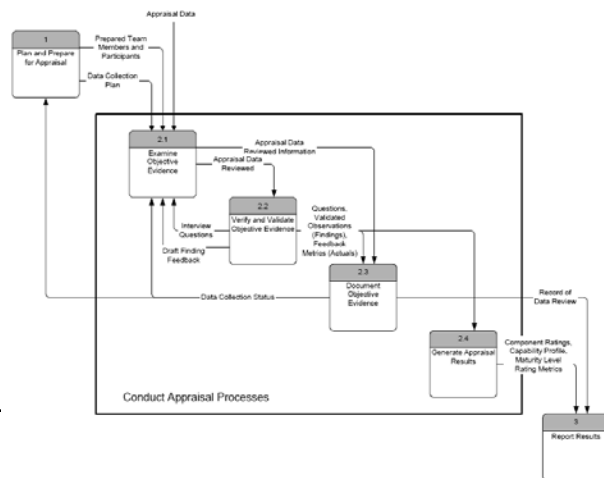 Appraisal Data
1
Plan and Prepare
for Appraisal
Prepared Team
Members and
Participants
Data Collection
Plan
2.1
Examine
Objective
Evidence
Appraisal Data
Reviewed Information
Appraisal Data
Reviewed
2.2
Verify and Validate
Objective Evidence
Interview
Questions
Draft Finding
Feedback
Questions,
Validated
Observations
(Findings),
Feedback
Metrics (Actuals)
2.3
Document
Objective
Evidence
Data Collection Status
Record of
Data Review
2.4
Generate Appraisal
Results
Component Ratings,
Capability Profile,
Maturity Level
Rating Metrics
Conduct Appraisal Processes
3
Report Results